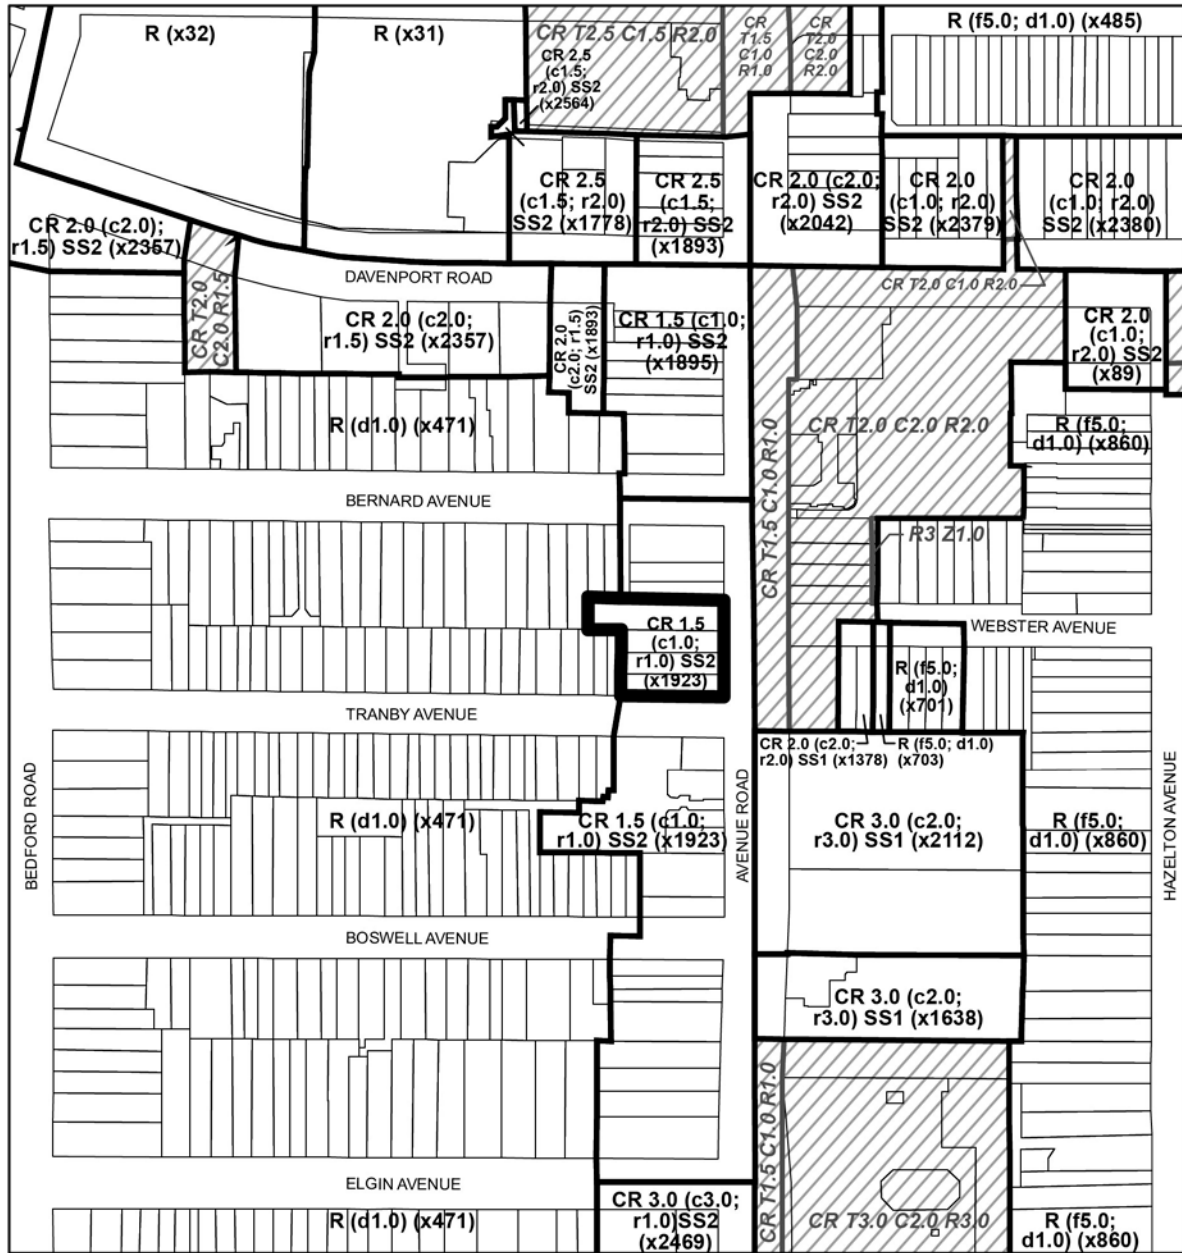 R (x32)
R (x31)
CR T2.5 C1.5 R2.0
CR
T1.5
C1.0
R1.0
CR
T2.0
C2.0
R2.0
R (f5.0; d1.0) (x485)
CR 2.5
(c1.5;
r2.0) SS2
(x2564)
CR 2.0 (c2.0;
r1.5) SS2 (x2357)
CR 2.5
(c1.5; r2.0)
SS2 (x1778)
CR 2.5
(c1.5;
r2.0) SS2
(x1893)
CR 2.0 (c2.0;
r2.0) SS2
(x2042)
CR 2.0
(c1.0; r2.0)
SS2 (x2379)
CR 2.0
(c1.0; r2.0)
SS2 (x2380)
DAVENPORT ROAD
CR T2.0 C1.0 R2.0
CR T2.0
C2.0 R1.5
CR 2.0 (c2.0;
r1.5) SS2 (x2357)
CR 2.0
(c2.0; r1.5)
SS2 (x1893)
CR 1.5 (c1.0;
r1.0) SS2
(x1895)
CR 2.0
(c1.0;
r2.0) SS2
(x89)
R (d1.0) (x471)
CR T1.5 C1.0 R1.0
CR T2.0 C2.0 R2.0
R (f5.0;
d1.0) (x860)
BERNARD AVENUE
R3 Z1.0
CR 1.5
(c1.0;
r1.0) SS2
(x1923)
WEBSTER AVENUE
R (f5.0;
d1.0)
(x701)
TRANBY AVENUE
CR 2.0 (c2.0;
r2.0) SS1 (x1378)
R (f5.0; d1.0)
(x703)
BEDFORD ROAD
R (d1.0) (x471)
CR 1.5 (c1.0;
r1.0) SS2 (x1923)
AVENUE ROAD
CR 3.0 (c2.0;
r3.0) SS1 (x2112)
R (f5.0;
d1.0) (x860)
HAZELTON AVENUE
BOSWELL AVENUE
CR 3.0 (c2.0;
r3.0) SS1 (x1638)
CR T1.5 C1.0 R1.0
ELGIN AVENUE
R (d1.0) (x471)
CR 3.0 (c3.0;
r1.0)SS2
(x2469)
CR T3.0 C2.0 R3.0
R (f5.0;
d1.0) (x860)